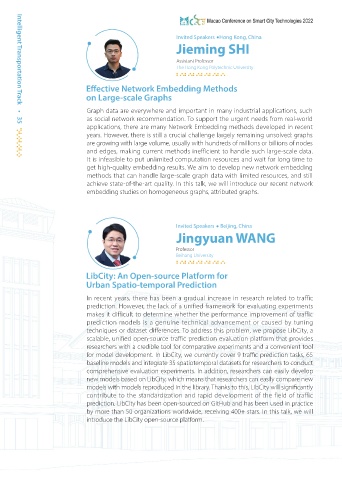 Macao Conference on Smart City Technologies 2022
Intelligent Transportation Track • 35
Invited Speakers • Hong Kong, China
Jieming SHI
Assistant Professor
The Hong Kong Polytechnic University
Effective Network Embedding Methods
on Large-scale Graphs
Graph data are everywhere and important in many industrial applications, such
as social network recommendation. To support the urgent needs from real-world
applications, there are many Network Embedding methods developed in recent
years. However, there is still a crucial challenge largely remaining unsolved: graphs
are growing with large volume, usually with hundreds of millions or billions of nodes
and edges, making current methods inefficient to handle such large-scale data.
It is infeasible to put unlimited computation resources and wait for long time to
get high-quality embedding results. We aim to develop new network embedding
methods that can handle large-scale graph data with limited resources, and still
achieve state-of-the-art quality. In this talk, we will introduce our recent network
embedding studies on homogeneous graphs, attributed graphs.
Invited Speakers • Beijing, China
Jingyuan WANG
Professor
Beihang University
LibCity: An Open-source Platform for
Urban Spatio-temporal Prediction
In recent years, there has been a gradual increase in research related to traffic
prediction. However, the lack of a unified framework for evaluating experiments
makes it difficult to determine whether the performance improvement of traffic
prediction models is a genuine technical advancement or caused by tuning
techniques or dataset differences. To address this problem, we propose LibCity, a
scalable, unified open-source traffic prediction evaluation platform that provides
researchers with a credible tool for comparative experiments and a convenient tool
for model development. In LibCity, we currently cover 9 traffic prediction tasks, 65
baseline models and integrate 35 spatiotemporal datasets for researchers to conduct
comprehensive evaluation experiments. In addition, researchers can easily develop
new models based on LibCity, which means that researchers can easily compare new
models with models reproduced in the library. Thanks to this, LibCity will significantly
contribute to the standardization and rapid development of the field of traffic
prediction. LibCity has been open-sourced on GitHub and has been used in practice
by more than 50 organizations worldwide, receiving 400+ stars. In this talk, we will
introduce the LibCity open-source platform.